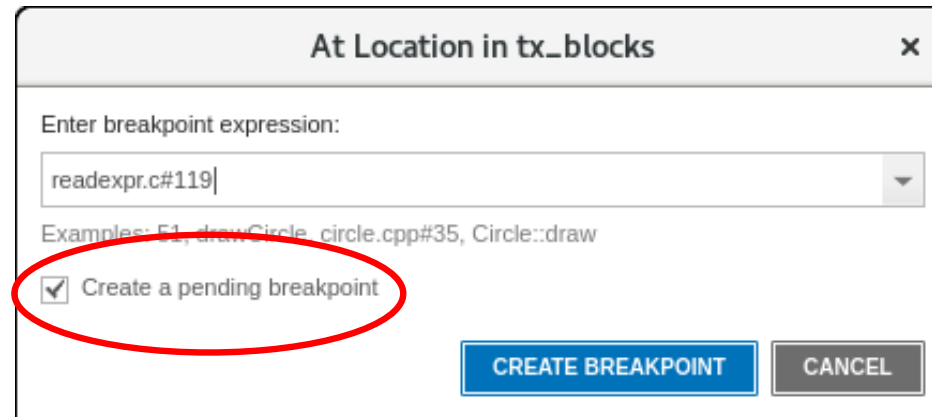 At Location in tx_blocks
Enter breakpoint expression:
readexpr.c#119
Examples: 51, drawCircle, circle.cpp#35, Circle::draw
Create a pending breakpoint
CREATE BREAKPOINT CANCEL